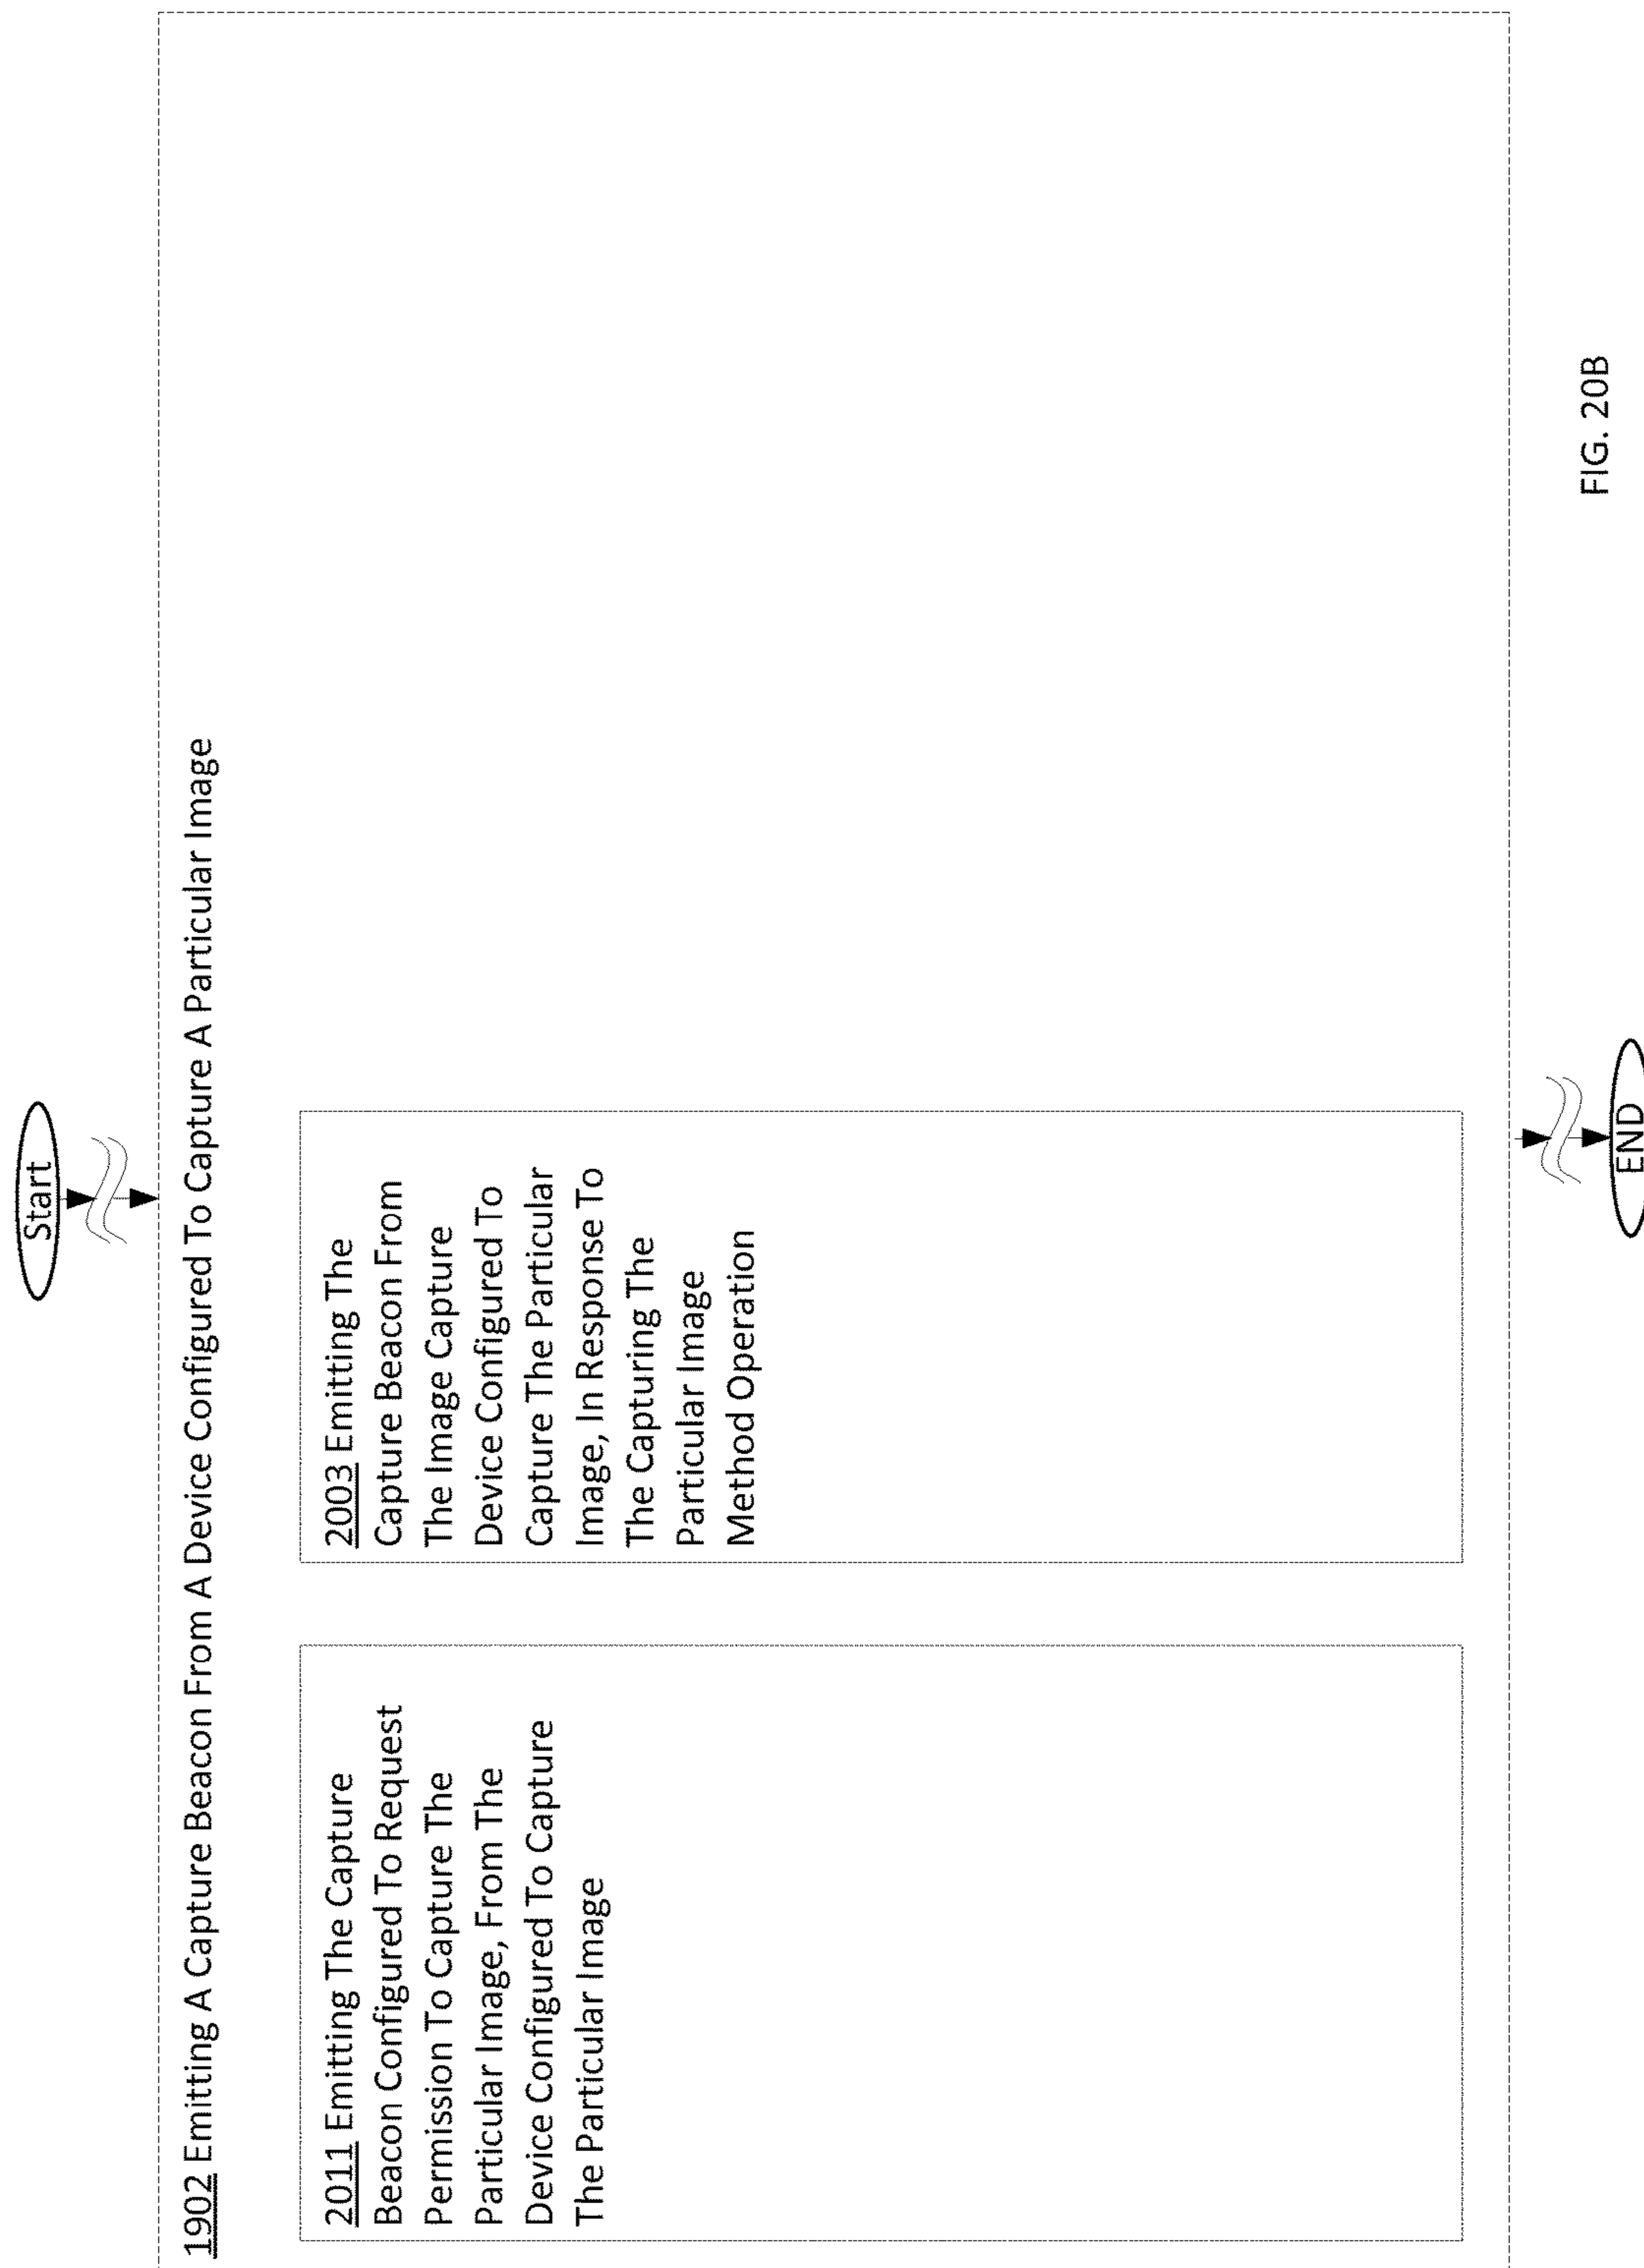 Start
1902 Emitting A Capture Beacon From A Device Configured To Capture A Particular Image
2011 Emitting The Capture
Beacon Configured To Request
Permission To Capture The
Particular Image, From The
Device Configured To Capture
The Particular Image
2003 Emitting The
Capture Beacon From
The Image Capture
Device Configured To
Capture The Particular
Image, In Response To
The Capturing The
Particular Image
Method Operation
END
FIG. 20B